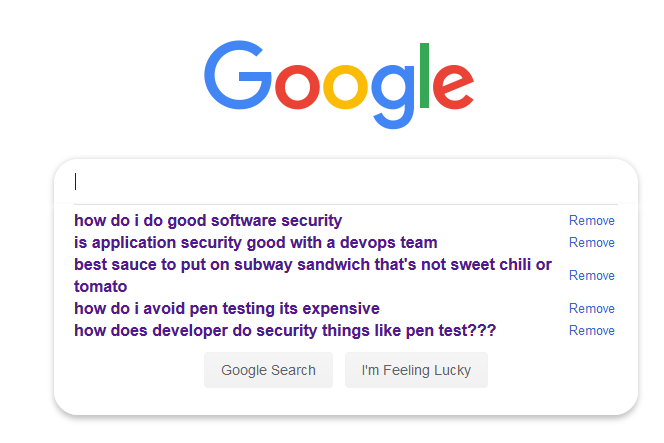 Google
how do i do good software security
Remove
is application security good with a devops team
Remove
best sauce to put on subway sandwich that's not sweet chili or
tomato
Remove
how do i avoid pen testing its expensive
Remove
how does developer do security things like pen test???
Remove
Google Search
I'm Feeling Lucky